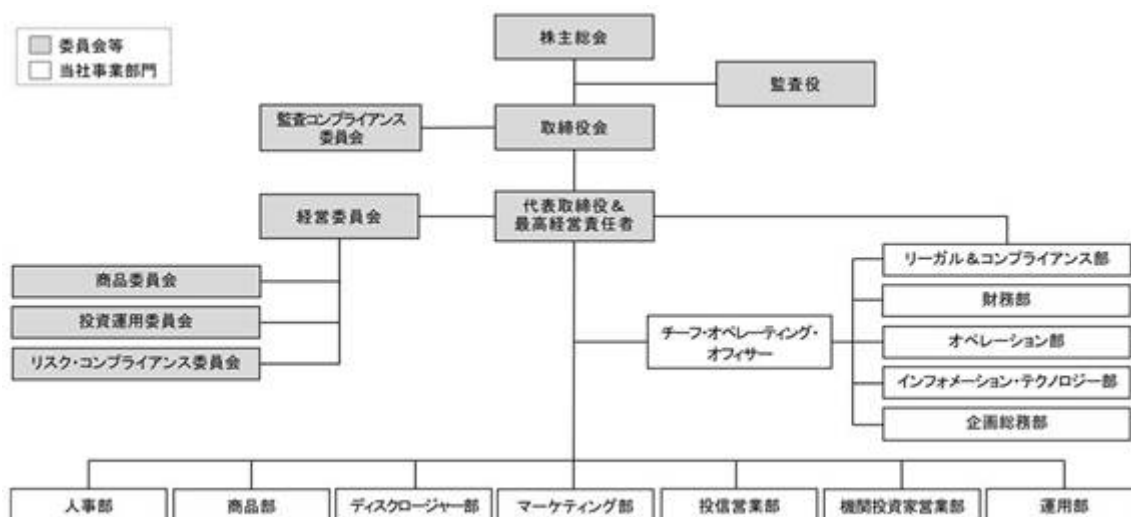 委員会等
当社事業部門
株主総会
監査役
監査コンプライアンス
委員会
取締役会
経営委員会
代表取締役＆
最高経営責任者
商品委員会
投資運用委員会
リスク・コンプライアンス委員会
チーフ・オペレーティング・
オフィサー
リーガル＆コンプライアンス部
財務部
オペレーション部
インフォメーション・テクノロジー部
企画総務部
人事部
商品部
ディスクロージャー部
マーケティング部
投信営業部
機関投資家営業部
運用部